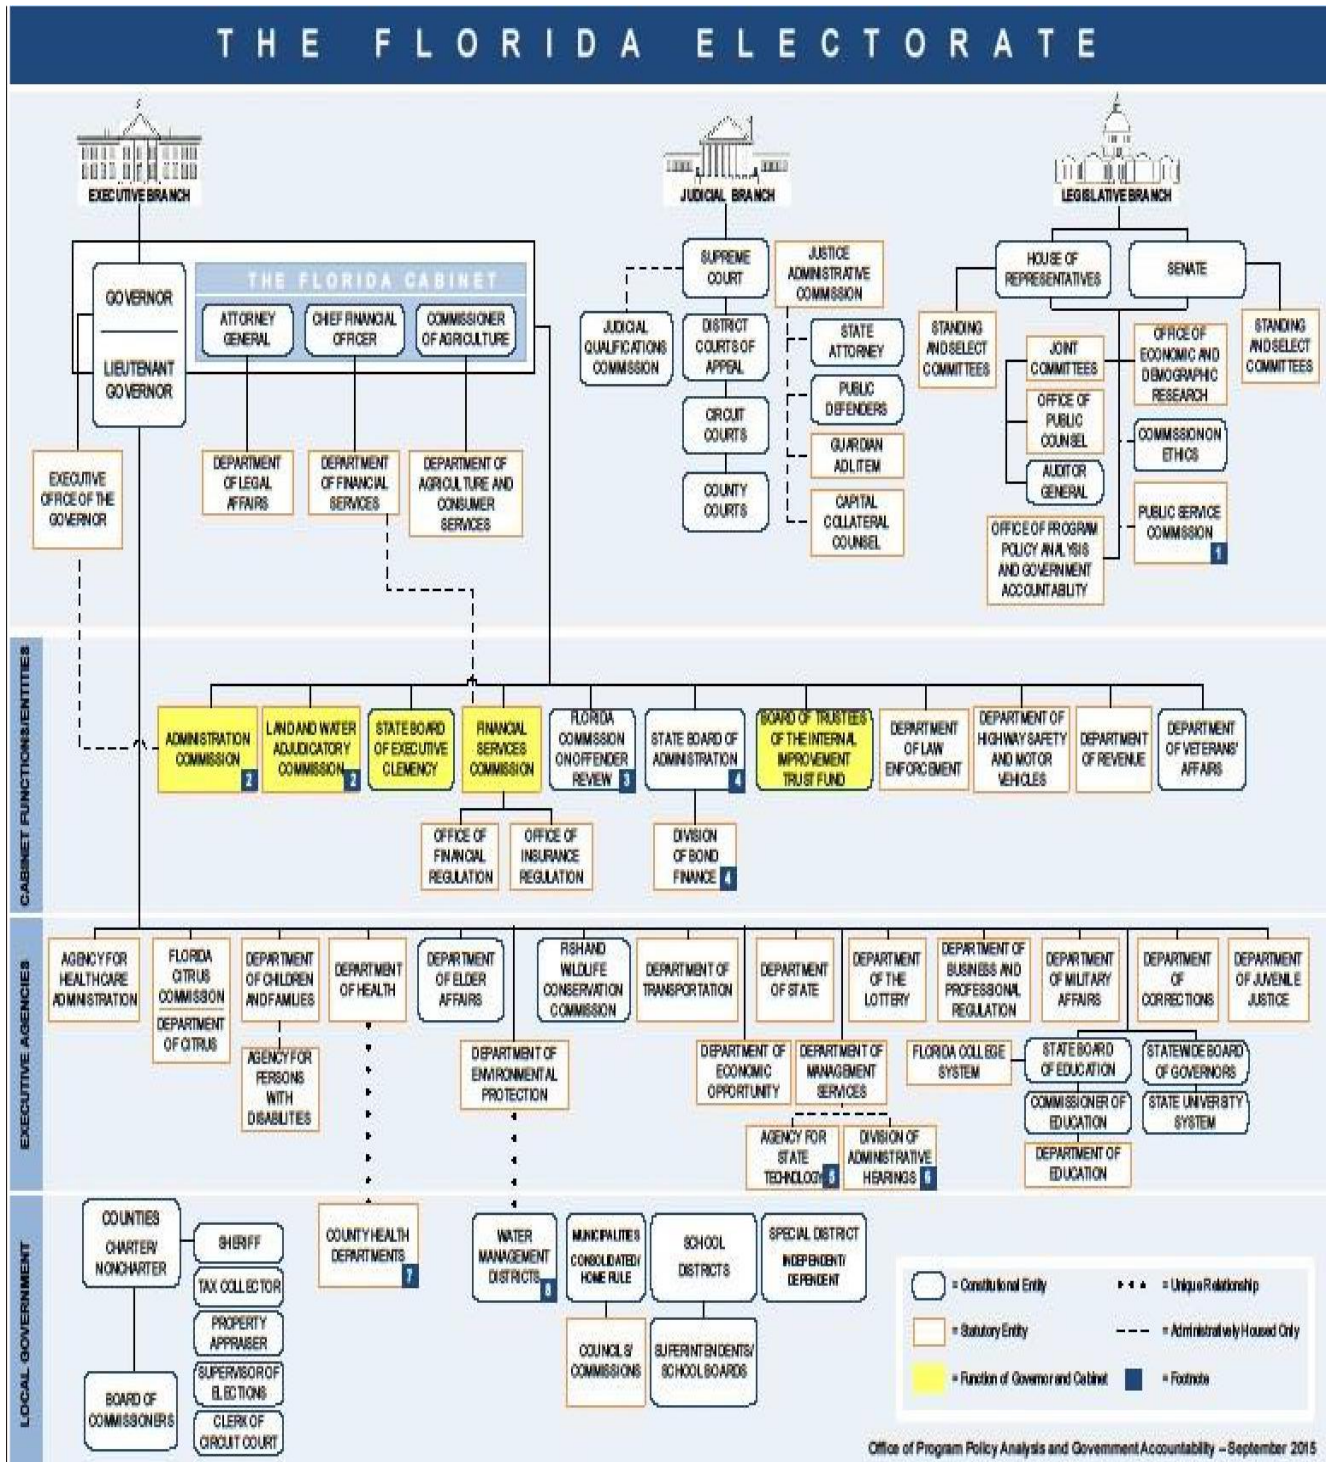 THE FLORIDA ELECTORATE
EXECUTIVE BRANCH
JUDICIAL BRANCH
LEGISLATIVE BRANCH
GOVERNOR
LIEUTENANT
GOVERNOR
THE FLORIDA CABINET
ATTORNEY
GENERAL
CHIEF FINANCIAL
OFFICER
COMMISSIONER
OF AGRICULTURE
EXECUTIVE
OFFICE OF THE
GOVERNOR
DEPARTMENT
OF LEGAL
AFFAIRS
DEPARTMENT
OF FINANCIAL
SERVICES
DEPARTMENT OF
AGRICULTURE AND
CONSUMER
SERVICES
SUPREME
COURT
JUDICIAL
QUALIFICATIONS
COMMISSION
DISTRICT
COURTS OF
APPEAL
CIRCUIT
COURTS
COUNTY
COURTS
JUSTICE
ADMINISTRATIVE
COMMISSION
STATE
ATTORNEY
PUBLIC
DEFENDERS
GUARDIAN
AD LITEM
CAPITAL
COLLATERAL
COUNSEL
HOUSE OF
REPRESENTATIVES
SENATE
STANDING
AND SELECT
COMMITTEES
JOINT
COMMITTEES
OFFICE OF
PUBLIC
COUNSEL
AUDITOR
GENERAL
OFFICE OF PROGRAM
POLICY ANALYSIS
AND GOVERNMENT
ACCOUNTABILITY
OFFICE OF
ECONOMIC AND
DEMOGRAPHIC
RESEARCH
COMMISSION ON
ETHICS
PUBLIC SERVICE
COMMISSION
1
STANDING
AND SELECT
COMMITTEES
CABINET FUNCTIONS/ENTITIES
ADMINISTRATION
COMMISSION
2
LAND AND WATER
ADJUDICATORY
COMMISSION
2
STATE BOARD
OF EXECUTIVE
CLEMENCY
FINANCIAL
SERVICES
COMMISSION
FLORIDA
COMMISSION
ON OFFENDER
REVIEW
3
STATE BOARD OF
ADMINISTRATION
4
BOARD OF TRUSTEES
OF THE INTERNAL
IMPROVEMENT
TRUST FUND
DEPARTMENT
OF LAW
ENFORCEMENT
DEPARTMENT OF
HIGHWAY SAFETY
AND MOTOR
VEHICLES
DEPARTMENT
OF REVENUE
DEPARTMENT
OF VETERANS'
AFFAIRS
OFFICE OF
FINANCIAL
REGULATION
OFFICE OF
INSURANCE
REGULATION
DIVISION
OF BOND
FINANCE
4
EXECUTIVE AGENCIES
AGENCY FOR
HEALTH CARE
ADMINISTRATION
FLORIDA
CITRUS
COMMISSION
DEPARTMENT
OF CITRUS
DEPARTMENT
OF CHILDREN
AND FAMILIES
AGENCY FOR
PERSONS
WITH
DISABILITIES
DEPARTMENT
OF HEALTH
DEPARTMENT
OF ELDER
AFFAIRS
DEPARTMENT OF
ENVIRONMENTAL
PROTECTION
FISH AND
WILDLIFE
CONSERVATION
COMMISSION
DEPARTMENT OF
TRANSPORTATION
DEPARTMENT OF
ECONOMIC
OPPORTUNITY
DEPARTMENT
OF STATE
DEPARTMENT OF
MANAGEMENT
SERVICES
AGENCY FOR
STATE
TECHNOLOGY
5
DIVISION OF
ADMINISTRATIVE
HEARINGS
6
DEPARTMENT
OF THE
LOTTERY
DEPARTMENT OF
BUSINESS AND
PROFESSIONAL
REGULATION
DEPARTMENT
OF MILITARY
AFFAIRS
DEPARTMENT
OF
CORRECTIONS
DEPARTMENT
OF JUVENILE
JUSTICE
FLORIDA COLLEGE
SYSTEM
STATE BOARD
OF EDUCATION
COMMISSIONER OF
EDUCATION
DEPARTMENT OF
EDUCATION
STATEWIDE BOARD
OF GOVERNORS
STATE UNIVERSITY
SYSTEM
LOCAL GOVERNMENT
COUNTIES
CHARTER/
NONCHARTER
BOARD OF
COMMISSIONERS
SHERIFF
TAX COLLECTOR
PROPERTY
APPRAISER
SUPERVISOR OF
ELECTIONS
CLERK OF
CIRCUIT COURT
COUNTY HEALTH
DEPARTMENTS
7
WATER
MANAGEMENT
DISTRICTS
8
MUNICIPALITIES
CONSOLIDATED/
HOME RULE
COUNCILS/
COMMISSIONS
SCHOOL
DISTRICTS
SUPERINTENDENTS/
SCHOOL BOARDS
SPECIAL DISTRICT
INDEPENDENT/
DEPENDENT
= Constitutional Entity
= Unique Relationship
= Statutory Entity
= Administratively Housed Only
= Function of Governor and Cabinet
= Footnote
Office of Program Policy Analysis and Government Accountability – September 2015